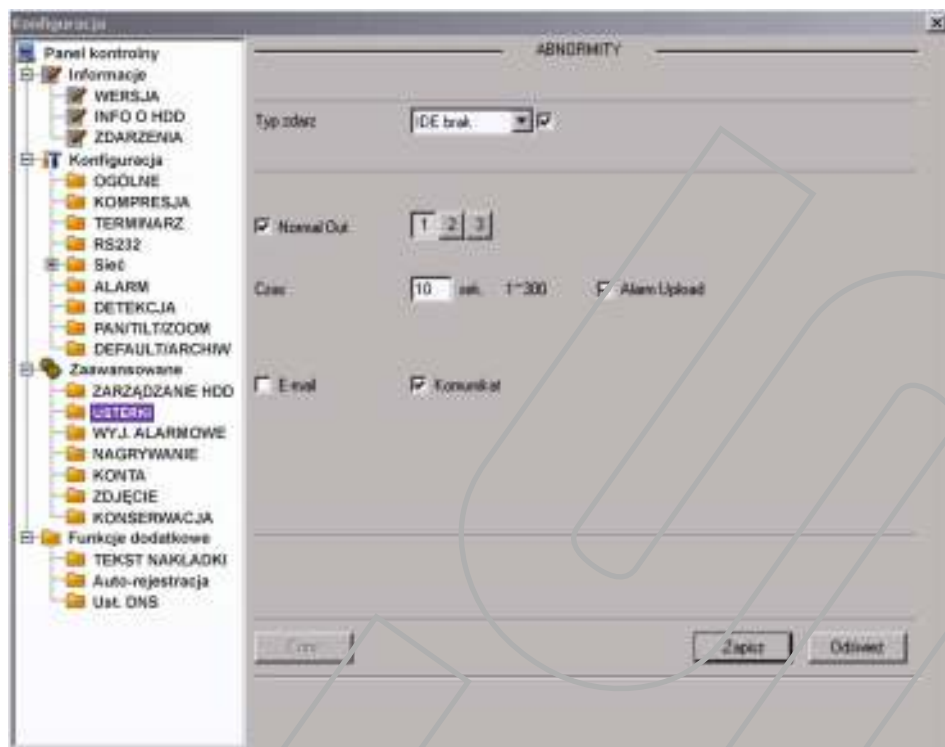 Konfiguracja
Panel kontrolny
Informacje
WERSJA
INFO O HDD
ZDARZENIA
Konfiguracja
OGÓLNE
KOMPRESJA
TERMINARZ
RS232
Sieć
ALARM
DETEKCJA
PAN/TILT/ZOOM
DEFAULT/ARCHIW
Zaawansowane
ZARZĄDZANIE HDD
USTERKI
WYJ. ALARMOWE
NAGRYWANIE
KONTA
ZDJĘCIE
KONSERWACJA
Funkcje dodatkowe
TEKST NAKŁADKI
Auto-rejestracja
Ust. DNS
ABNORMITY
Typ zdarz
IDE brak
Normal Out
1 2 3
Czas
10 sek. 1~300
Alarm Upload
E-mail
Komunikat
Copy
Zapisz
Odśwież